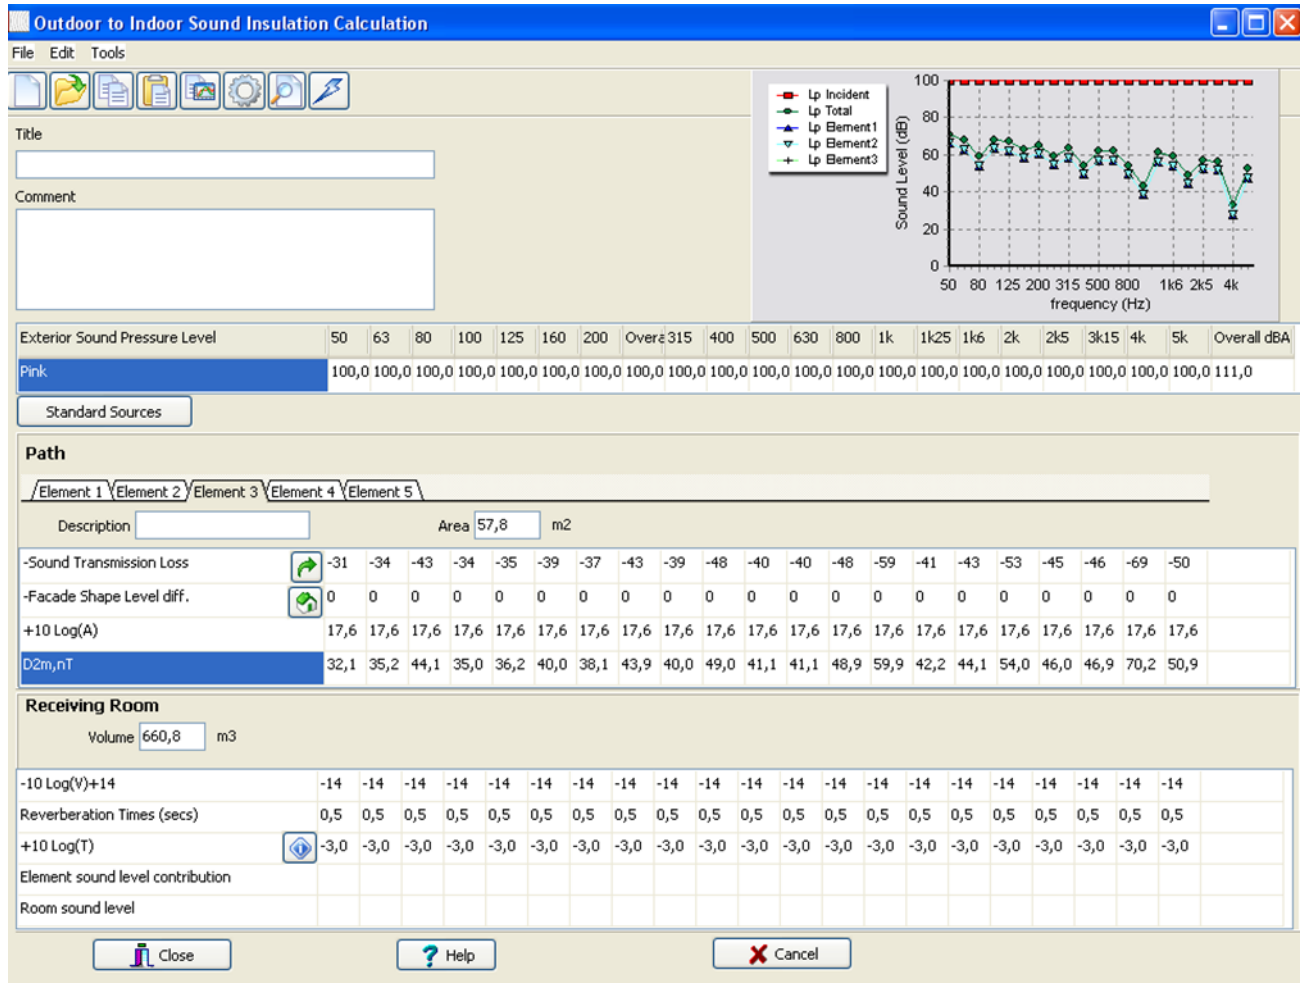 Outdoor to Indoor Sound Insulation Calculation
File Edit Tools
Title
Comment
Lp Incident
Lp Total
Lp Element1
Lp Element2
Lp Element3
Sound Level (dB)
100
80
60
40
20
0
50 80 125 200 315 500 800 1k6 2k5 4k
frequency (Hz)
Exterior Sound Pressure Level 50 63 80 100 125 160 200 Overa 315 400 500 630 800 1k 1k25 1k6 2k 2k5 3k15 4k 5k Overall dBA
Pink 100,0 100,0 100,0 100,0 100,0 100,0 100,0 100,0 100,0 100,0 100,0 100,0 100,0 100,0 100,0 100,0 100,0 100,0 100,0 100,0 100,0 111,0
Standard Sources
Path
Element 1 Element 2 Element 3 Element 4 Element 5
Description Area 57,8 m2
-Sound Transmission Loss -31 -34 -43 -34 -35 -39 -37 -43 -39 -48 -40 -40 -48 -59 -41 -43 -53 -45 -46 -69 -50
-Facade Shape Level diff. 0 0 0 0 0 0 0 0 0 0 0 0 0 0 0 0 0 0 0 0 0
+10 Log(A) 17,6 17,6 17,6 17,6 17,6 17,6 17,6 17,6 17,6 17,6 17,6 17,6 17,6 17,6 17,6 17,6 17,6 17,6 17,6 17,6 17,6
D2m,nT 32,1 35,2 44,1 35,0 36,2 40,0 38,1 43,9 40,0 49,0 41,1 41,1 48,9 59,9 42,2 44,1 54,0 46,0 46,9 70,2 50,9
Receiving Room
Volume 660,8 m3
-10 Log(V)+14 -14 -14 -14 -14 -14 -14 -14 -14 -14 -14 -14 -14 -14 -14 -14 -14 -14 -14 -14 -14 -14
Reverberation Times (secs) 0,5 0,5 0,5 0,5 0,5 0,5 0,5 0,5 0,5 0,5 0,5 0,5 0,5 0,5 0,5 0,5 0,5 0,5 0,5 0,5 0,5
+10 Log(T) -3,0 -3,0 -3,0 -3,0 -3,0 -3,0 -3,0 -3,0 -3,0 -3,0 -3,0 -3,0 -3,0 -3,0 -3,0 -3,0 -3,0 -3,0 -3,0 -3,0 -3,0
Element sound level contribution
Room sound level
Close Help Cancel